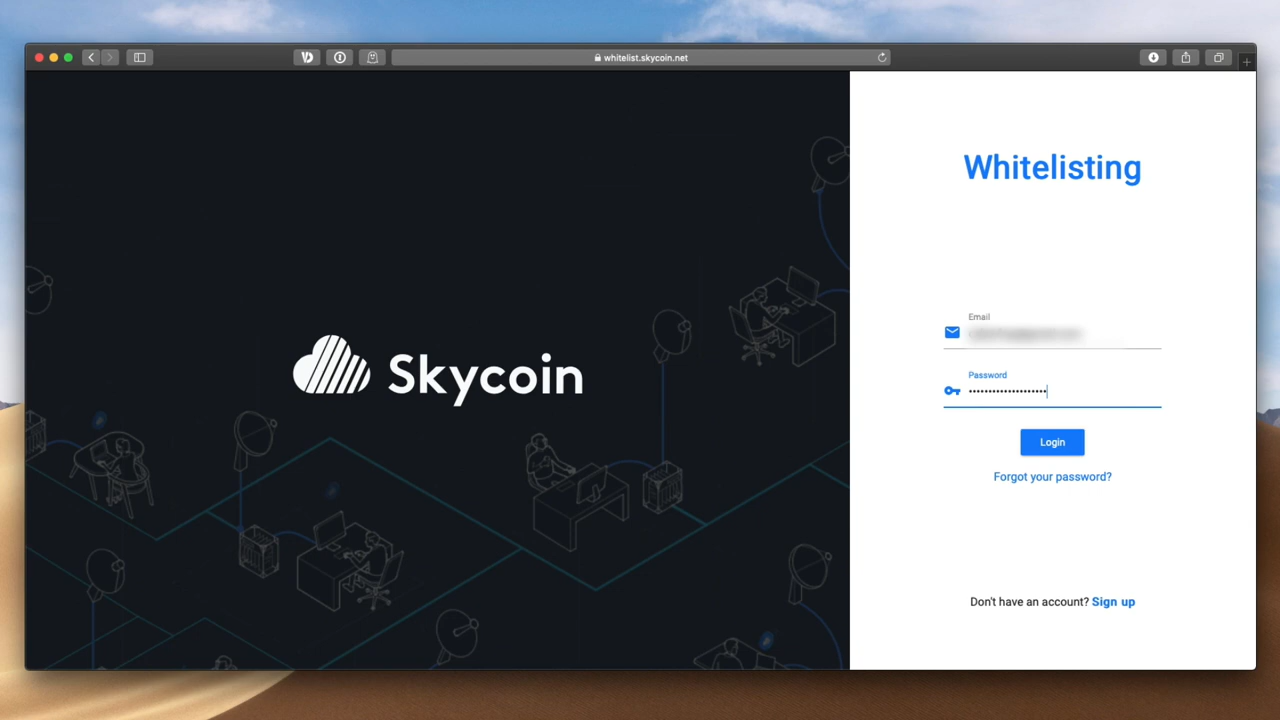 whitelist.skycoin.net
Skycoin
Whitelisting
Email
Password
Login
Forgot your password?
Don't have an account? Sign up